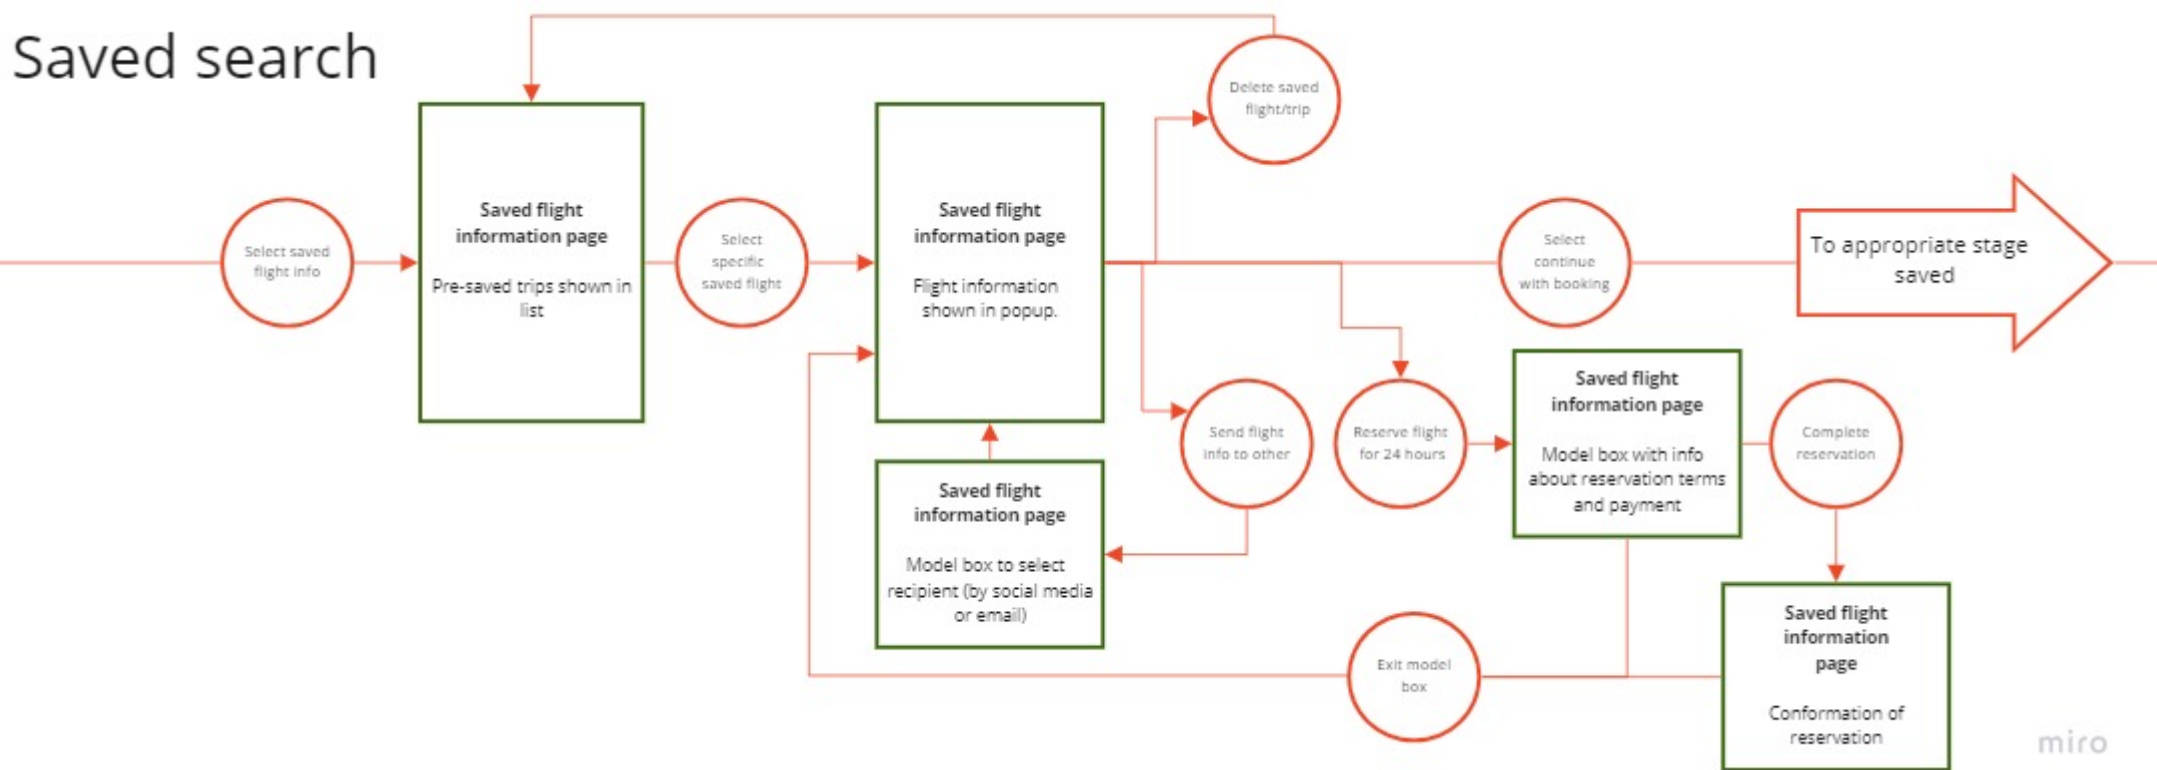 Saved search
Delete saved
flight/trip
Select saved
flight info
Saved flight
information page
Pre-saved trips shown in
list
Select
specific
saved flight
Saved flight
information page
Flight information
shown in popup.
Select
continue
with booking
To appropriate stage
saved
Send flight
info to other
Reserve flight
for 24 hours
Saved flight
information page
Model box with info
about reservation terms
and payment
Complete
reservation
Saved flight
information page
Model box to select
recipient (by social media
or email)
Exit model
box
Saved flight
information
page
Conformation of
reservation
miro